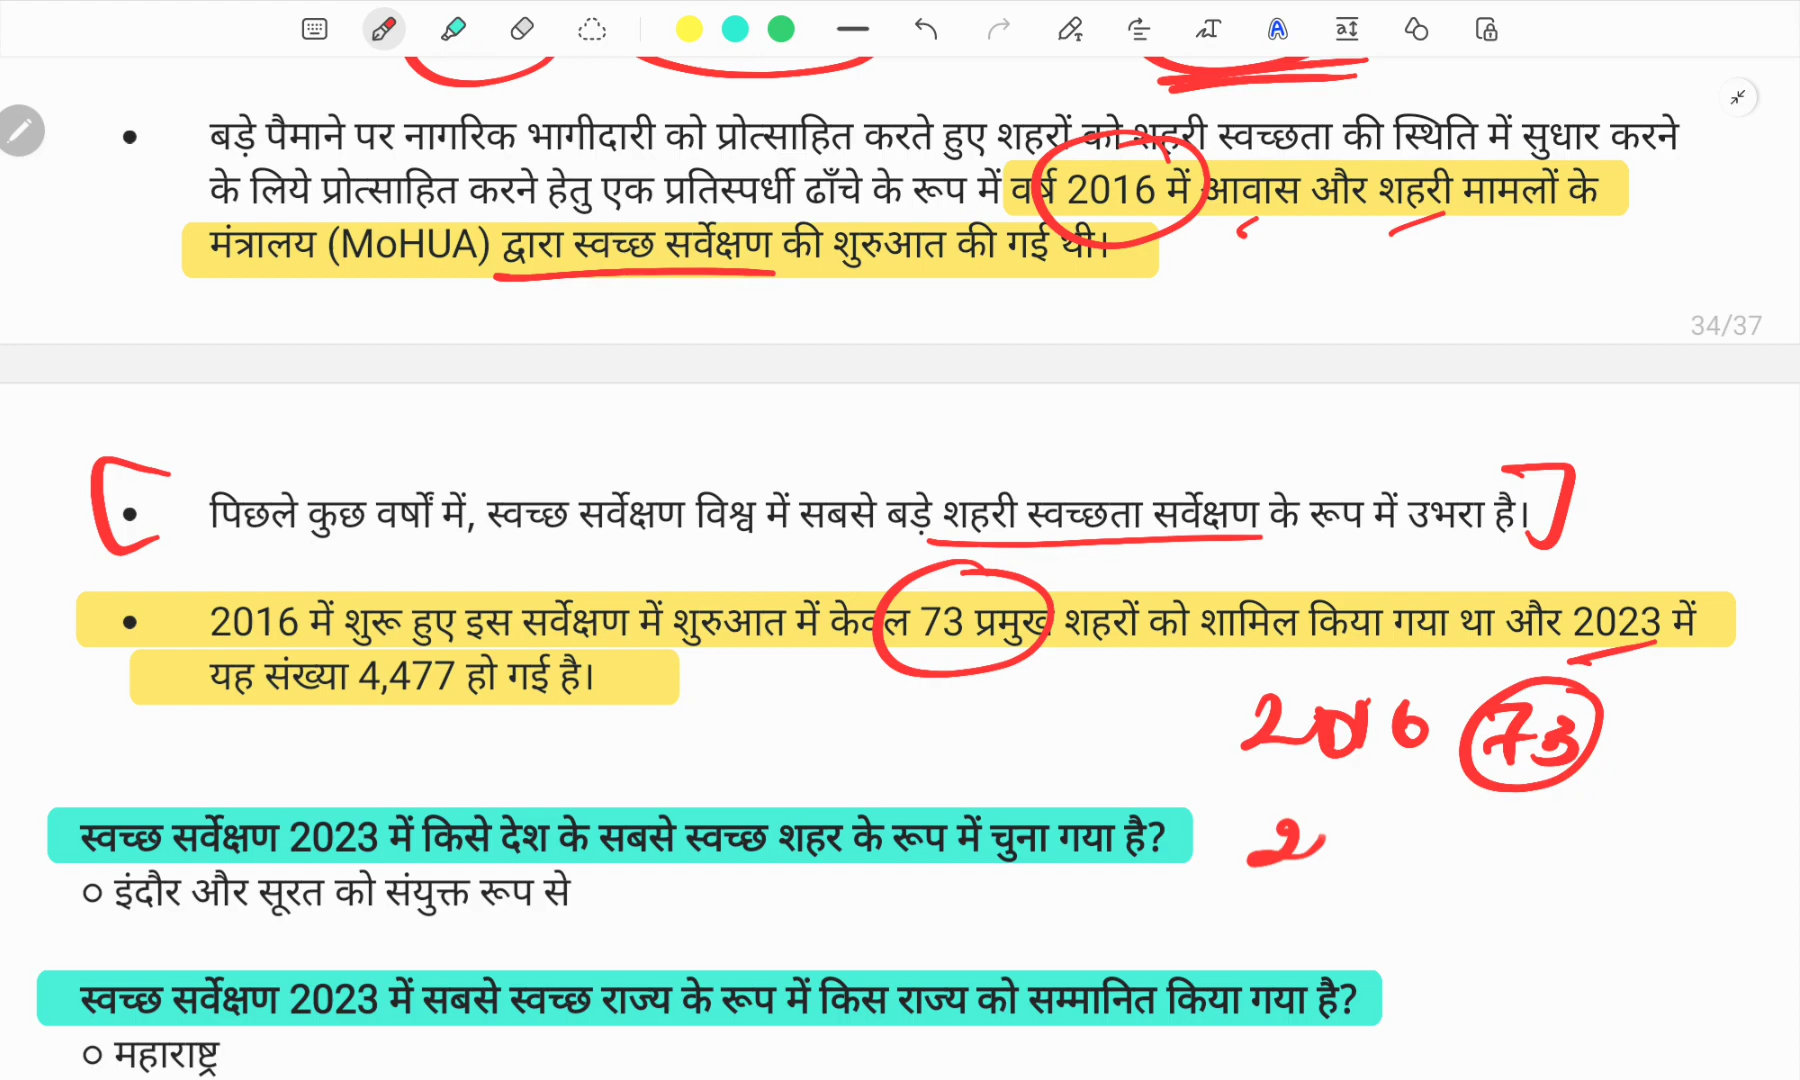 बड़े पैमाने पर नागरिक भागीदारी को प्रोत्साहित करते हुए शहरों को शहरी स्वच्छता की स्थिति में सुधार करने
के लिये प्रोत्साहित करने हेतु एक प्रतिस्पर्धी ढाँचे के रूप में वर्ष 2016 में आवास और शहरी मामलों के
मंत्रालय (MoHUA) द्वारा स्वच्छ सर्वेक्षण की शुरुआत की गई थी।
34/37
पिछले कुछ वर्षों में, स्वच्छ सर्वेक्षण विश्व में सबसे बड़े शहरी स्वच्छता सर्वेक्षण के रूप में उभरा है।
2016 में शुरू हुए इस सर्वेक्षण में शुरुआत में केवल 73 प्रमुख शहरों को शामिल किया गया था और 2023 में
यह संख्या 4,477 हो गई है।
2016 73
2
स्वच्छ सर्वेक्षण 2023 में किसे देश के सबसे स्वच्छ शहर के रूप में चुना गया है?
○ इंदौर और सूरत को संयुक्त रूप से
स्वच्छ सर्वेक्षण 2023 में सबसे स्वच्छ राज्य के रूप में किस राज्य को सम्मानित किया गया है?
○ महाराष्ट्र